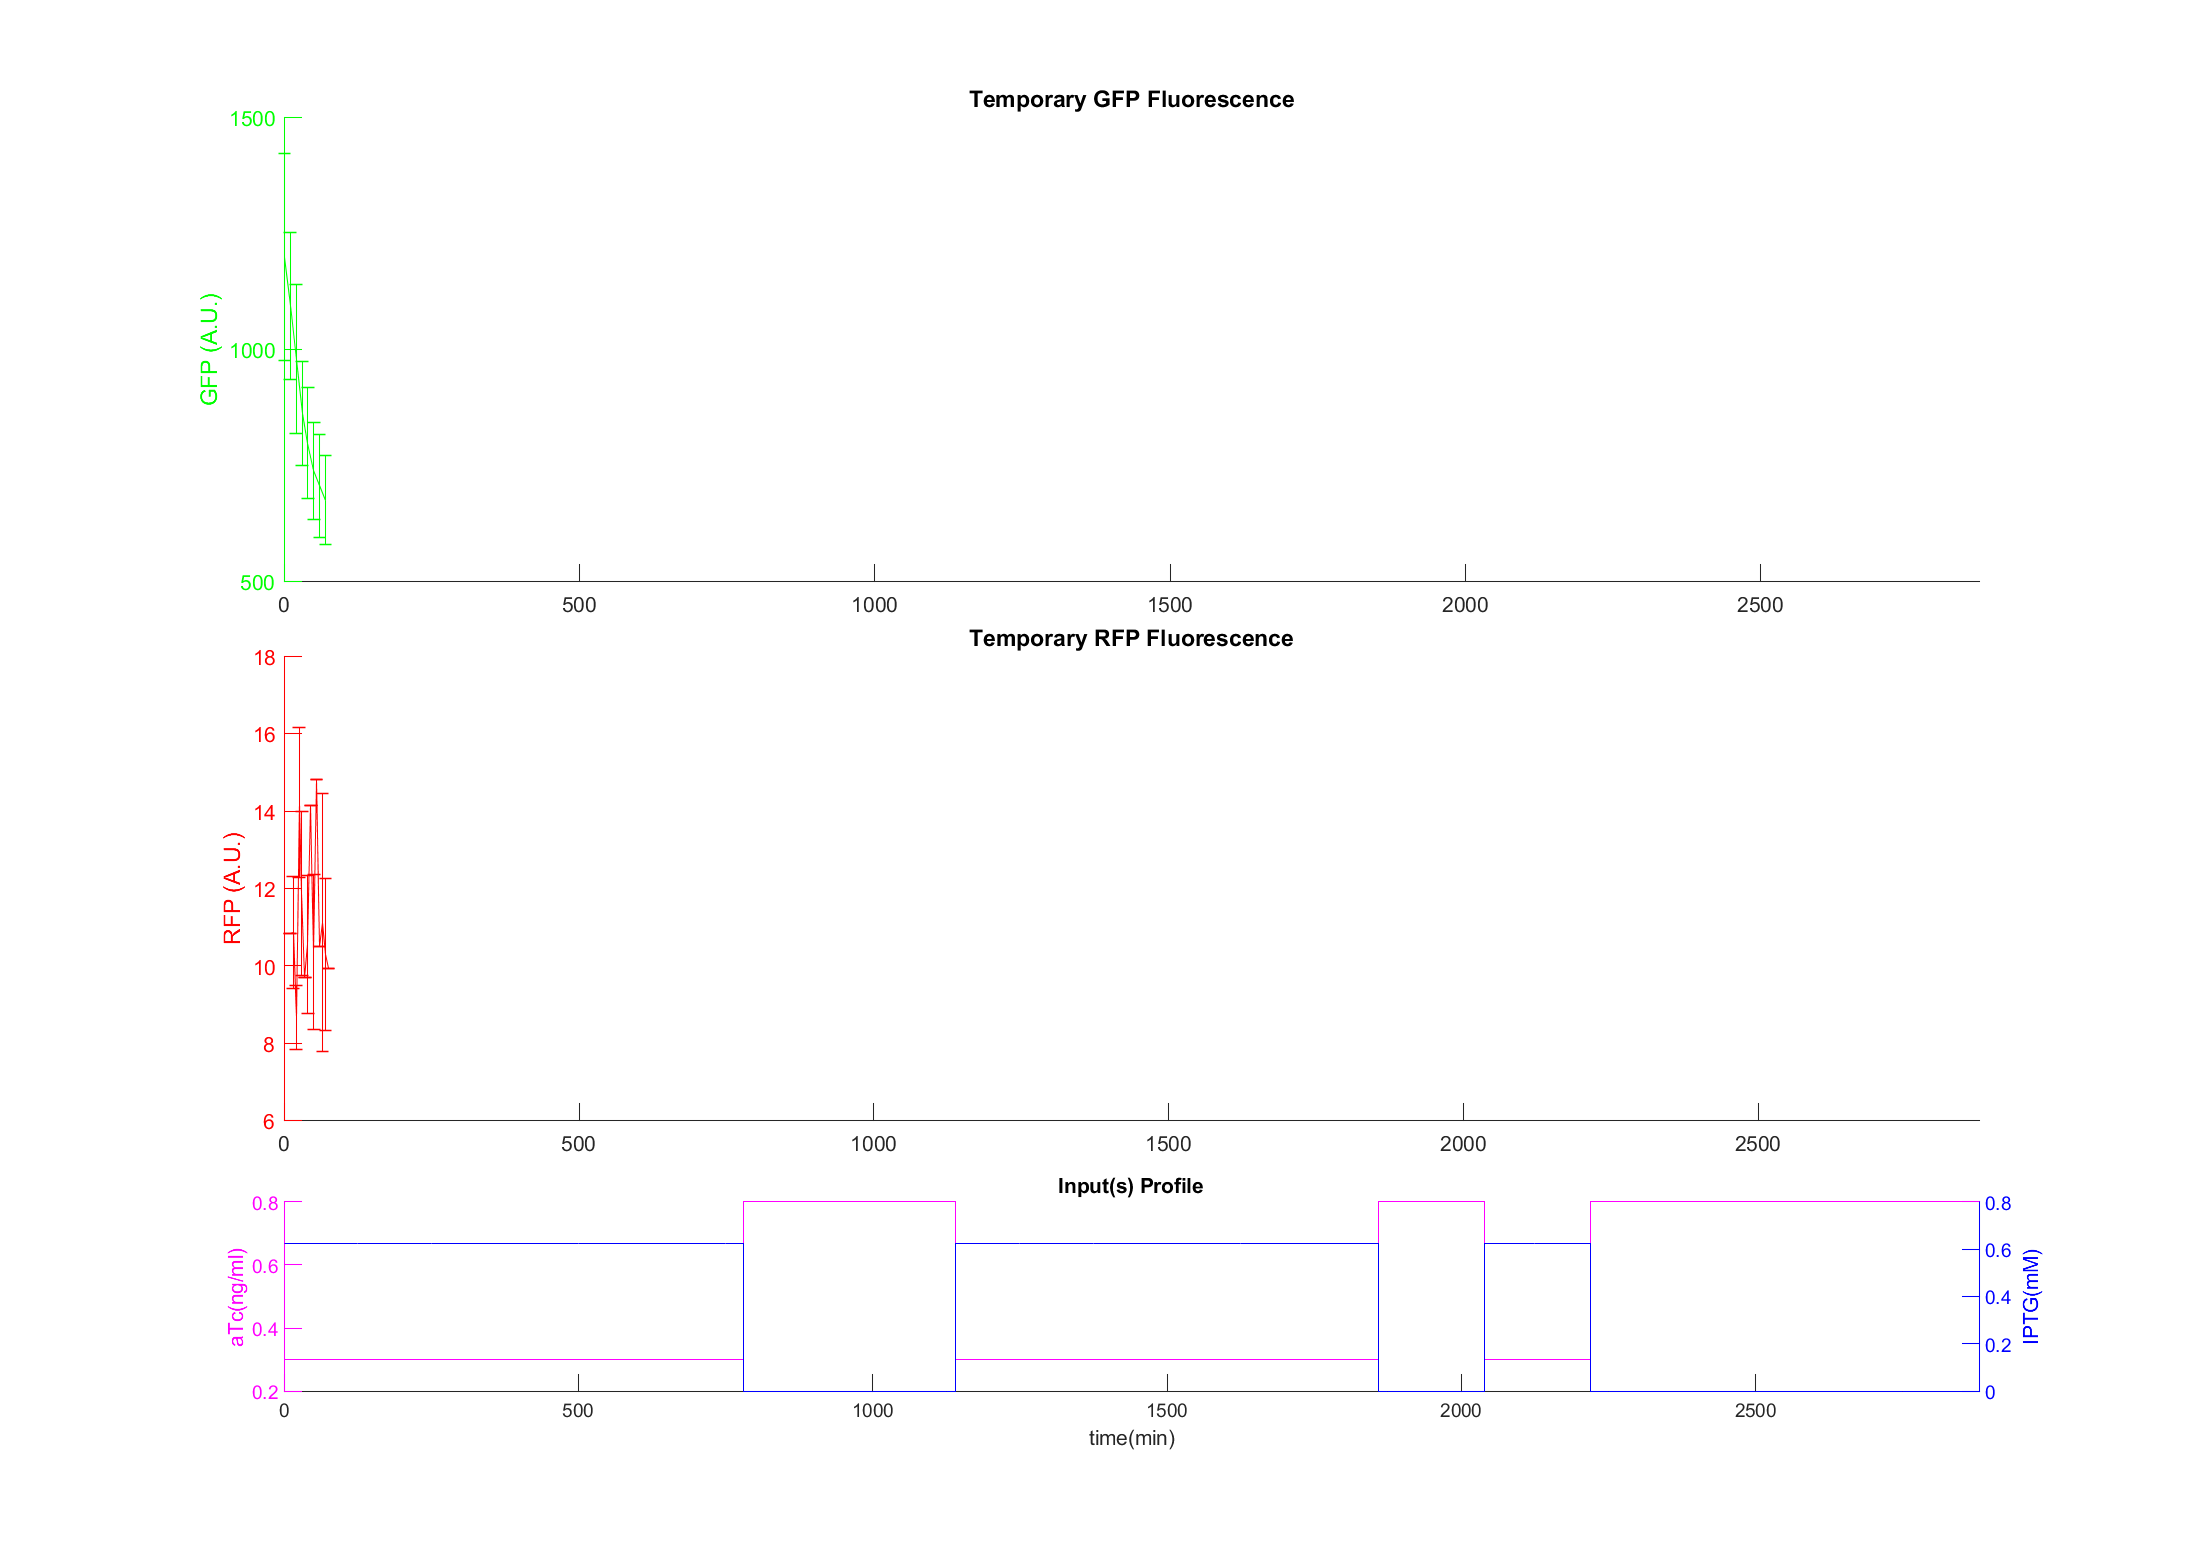 Temporary GFP Fluorescence
1500
1000
500
GFP (A.U.)
0 500 1000 1500 2000 2500
Temporary RFP Fluorescence
18
16
14
12
10
8
6
RFP (A.U.)
0 500 1000 1500 2000 2500
Input(s) Profile
0.8
0.6
0.4
0.2
aTc(ng/ml)
0.8
0.6
0.4
0.2
0
IPTG(mM)
0 500 1000 1500 2000 2500
time(min)